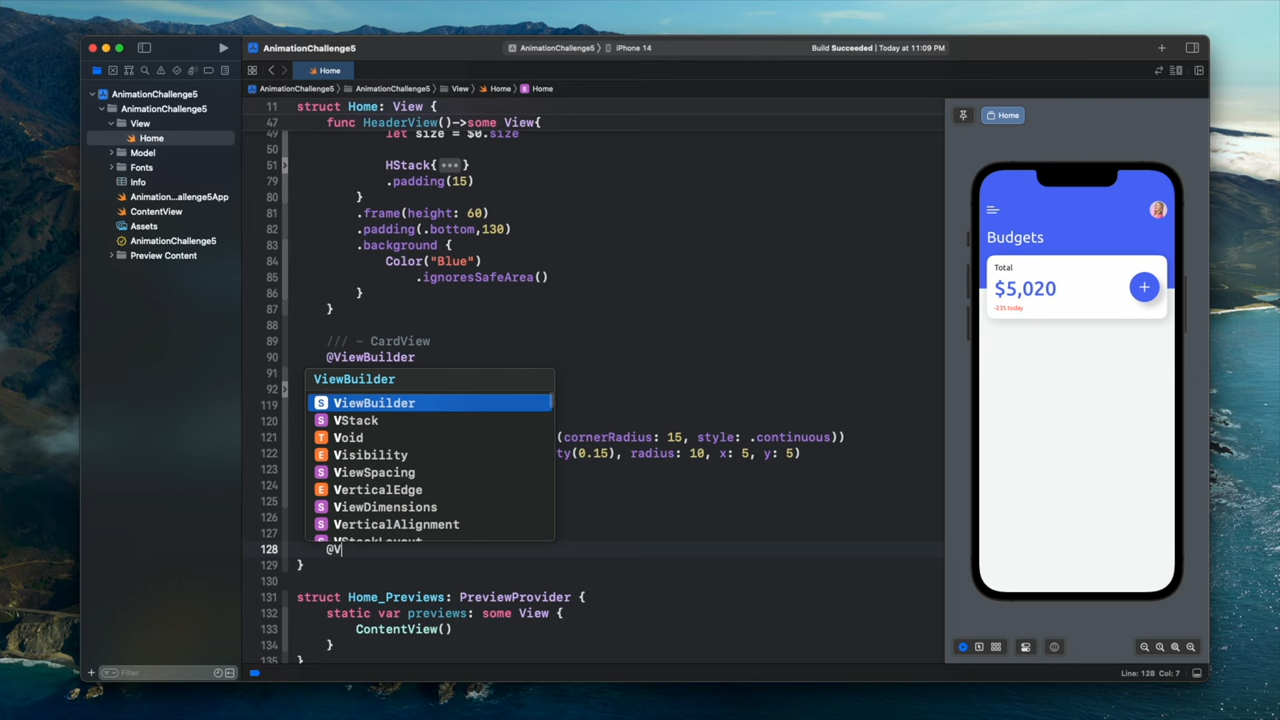 AnimationChallenge5
AnimationChallenge5 〉 iPhone 14
Build Succeeded | Today at 11:09 PM
Home
AnimationChallenge5 〉 AnimationChallenge5 〉 View 〉 Home 〉 S Home
AnimationChallenge5
AnimationChallenge5
View
Home
Model
Fonts
Info
Animation...allenge5App
ContentView
Assets
AnimationChallenge5
Preview Content
Filter
11 struct Home: View {
47 func HeaderView()->some View{
49 let size = $0.size
50
51 HStack{•••}
79 .padding(15)
80 }
81 .frame(height: 60)
82 .padding(.bottom,130)
83 .background {
84 Color("Blue")
85 .ignoresSafeArea()
86 }
87 }
88
89 /// - CardView
90 @ViewBuilder
91
92
119
120
121 (cornerRadius: 15, style: .continuous))
122 ty(0.15), radius: 10, x: 5, y: 5)
123
124
125
126
127
128 @V
129 }
130
131 struct Home_Previews: PreviewProvider {
132 static var previews: some View {
133 ContentView()
134 }
135 }
ViewBuilder
S ViewBuilder
S VStack
T Void
E Visibility
S ViewSpacing
E VerticalEdge
S ViewDimensions
S VerticalAlignment
S VStackLayout
Home
Budgets
Total
$5,020
-235 today
Line: 128 Col: 7